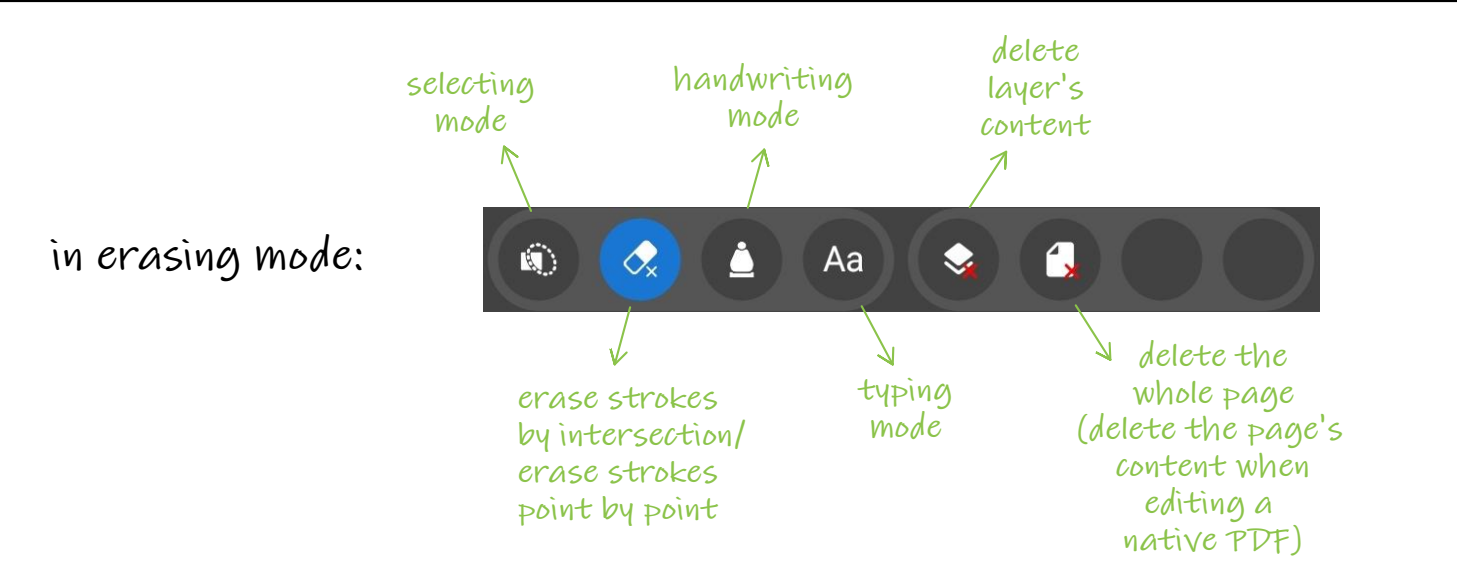 selecting
mode
handwriting
mode
delete
layer's
content
in erasing mode:
Aa
erase strokes
by intersection/
erase strokes
point by point
typing
mode
delete the
whole page
(delete the page's
content when
editing a
native PDF)